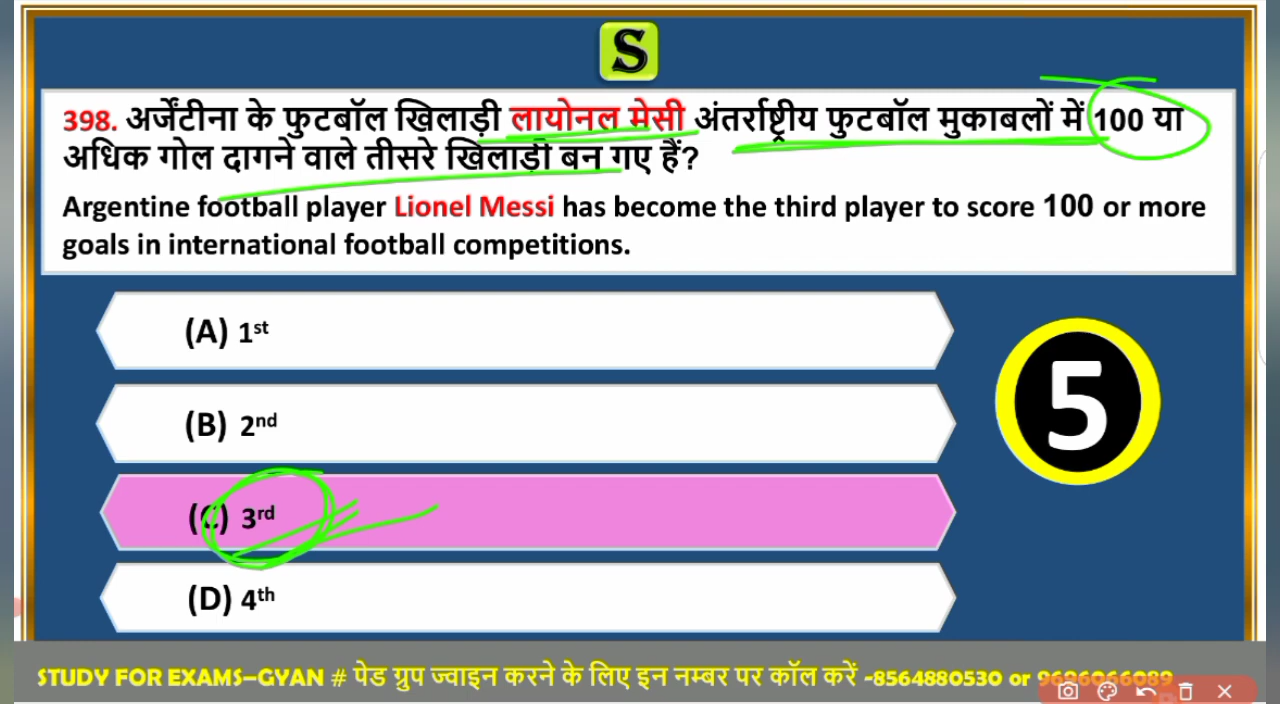 S
398. अर्जेंटीना के फुटबॉल खिलाड़ी लायोनल मेसी अंतर्राष्ट्रीय फुटबॉल मुकाबलों में 100 या
अधिक गोल दागने वाले तीसरे खिलाड़ी बन गए हैं?
Argentine football player Lionel Messi has become the third player to score 100 or more
goals in international football competitions.
(A) 1st
(B) 2nd
5
(C) 3rd
(D) 4th
STUDY FOR EXAMS–GYAN # पेड ग्रुप ज्वाइन करने के लिए इन नम्बर पर कॉल करें -8564880530 or 9696066089